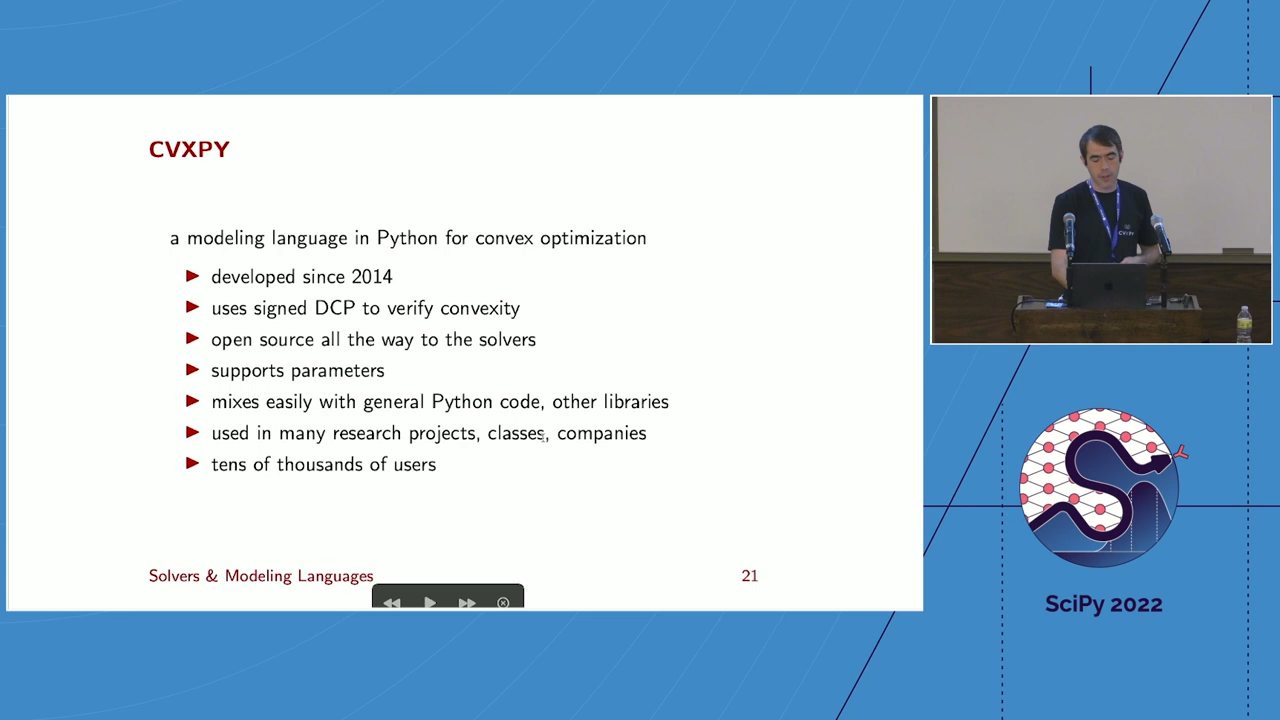 CVXPY
a modeling language in Python for convex optimization
developed since 2014
uses signed DCP to verify convexity
open source all the way to the solvers
supports parameters
mixes easily with general Python code, other libraries
used in many research projects, classes, companies
tens of thousands of users
Solvers & Modeling Languages
21
CVXPY
SciPy 2022